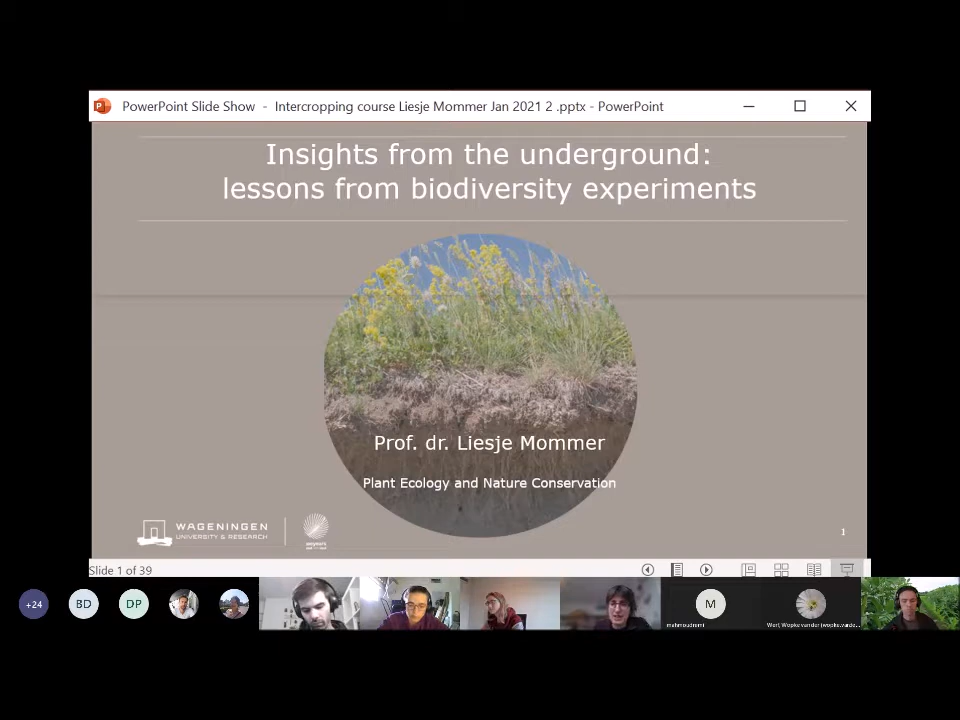 PowerPoint Slide Show - Intercropping course Liesje Mommer Jan 2021 2 .pptx - PowerPoint
Insights from the underground:
lessons from biodiversity experiments
Prof. dr. Liesje Mommer
Plant Ecology and Nature Conservation
WAGENINGEN
UNIVERSITY & RESEARCH
1
Slide 1 of 39
+24
BD
DP
M